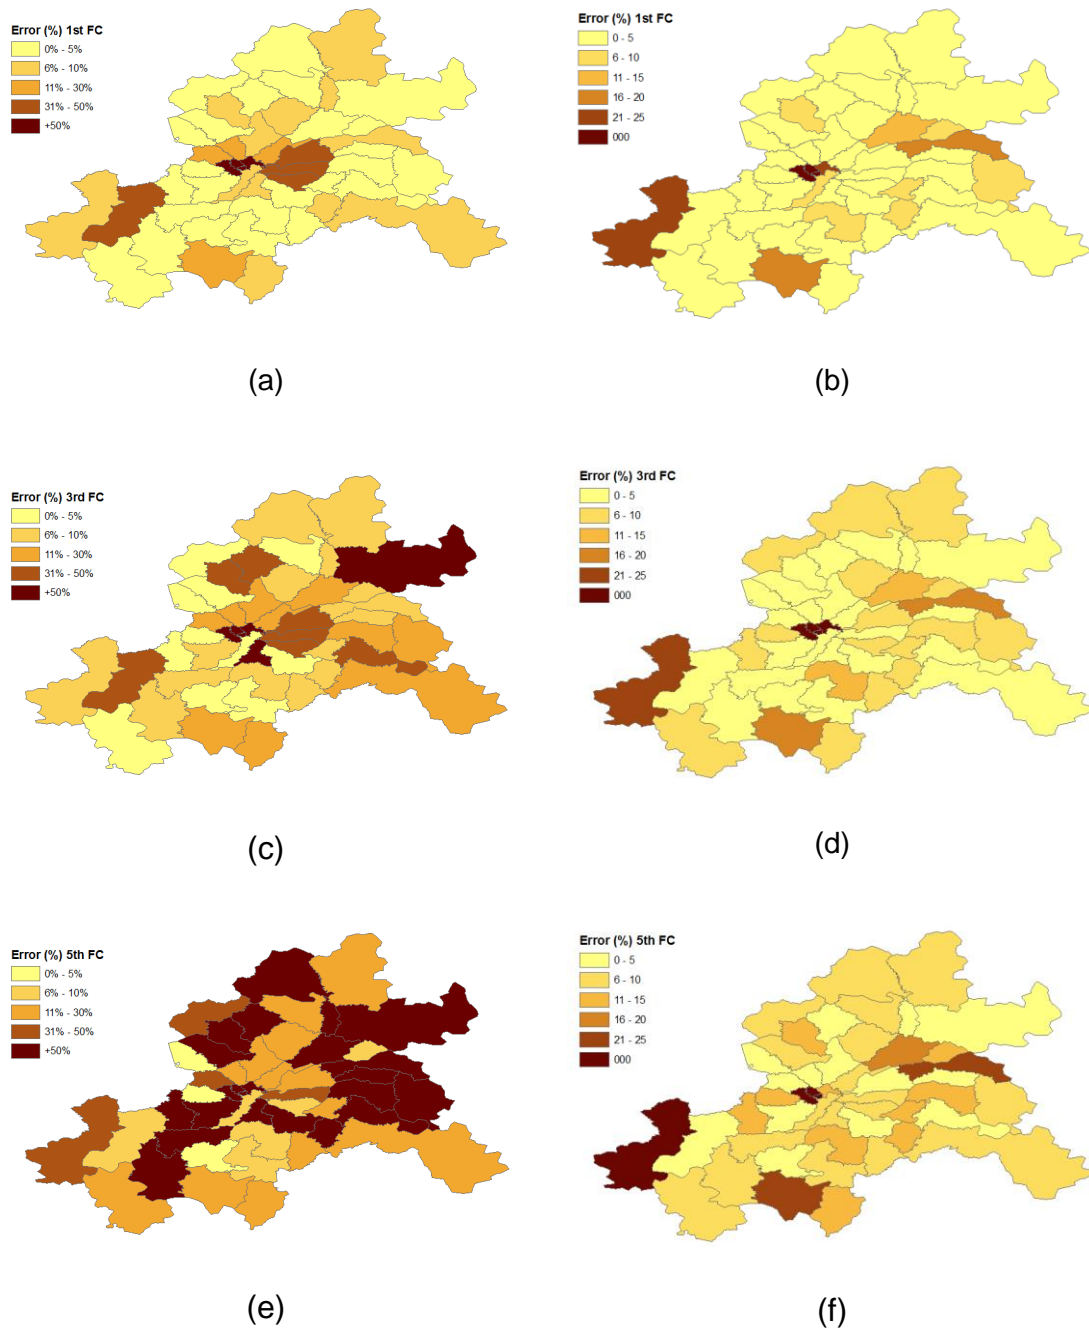 Error (%) 1st FC
0% - 5%
6% - 10%
11% - 30%
31% - 50%
+50%
(a)
Error (%) 1st FC
0 - 5
6 - 10
11 - 15
16 - 20
21 - 25
000
(b)
Error (%) 3rd FC
0% - 5%
6% - 10%
11% - 30%
31% - 50%
+50%
(c)
Error (%) 3rd FC
0 - 5
6 - 10
11 - 15
16 - 20
21 - 25
000
(d)
Error (%) 5th FC
0% - 5%
6% - 10%
11% - 30%
31% - 50%
+50%
(e)
Error (%) 5th FC
0 - 5
6 - 10
11 - 15
16 - 20
21 - 25
000
(f)